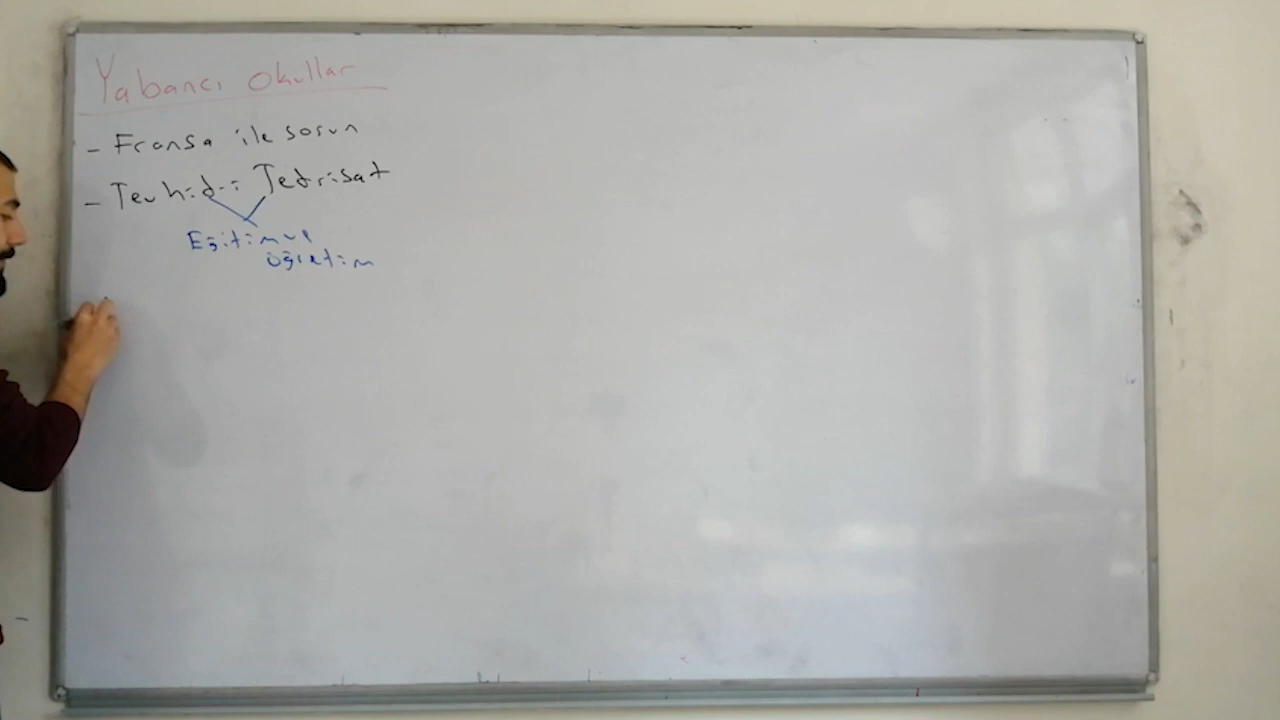 Yabancı okullar
- Fransa ile sorun
- Tevhid-i Tedrisat
Eğitim ve
öğretim